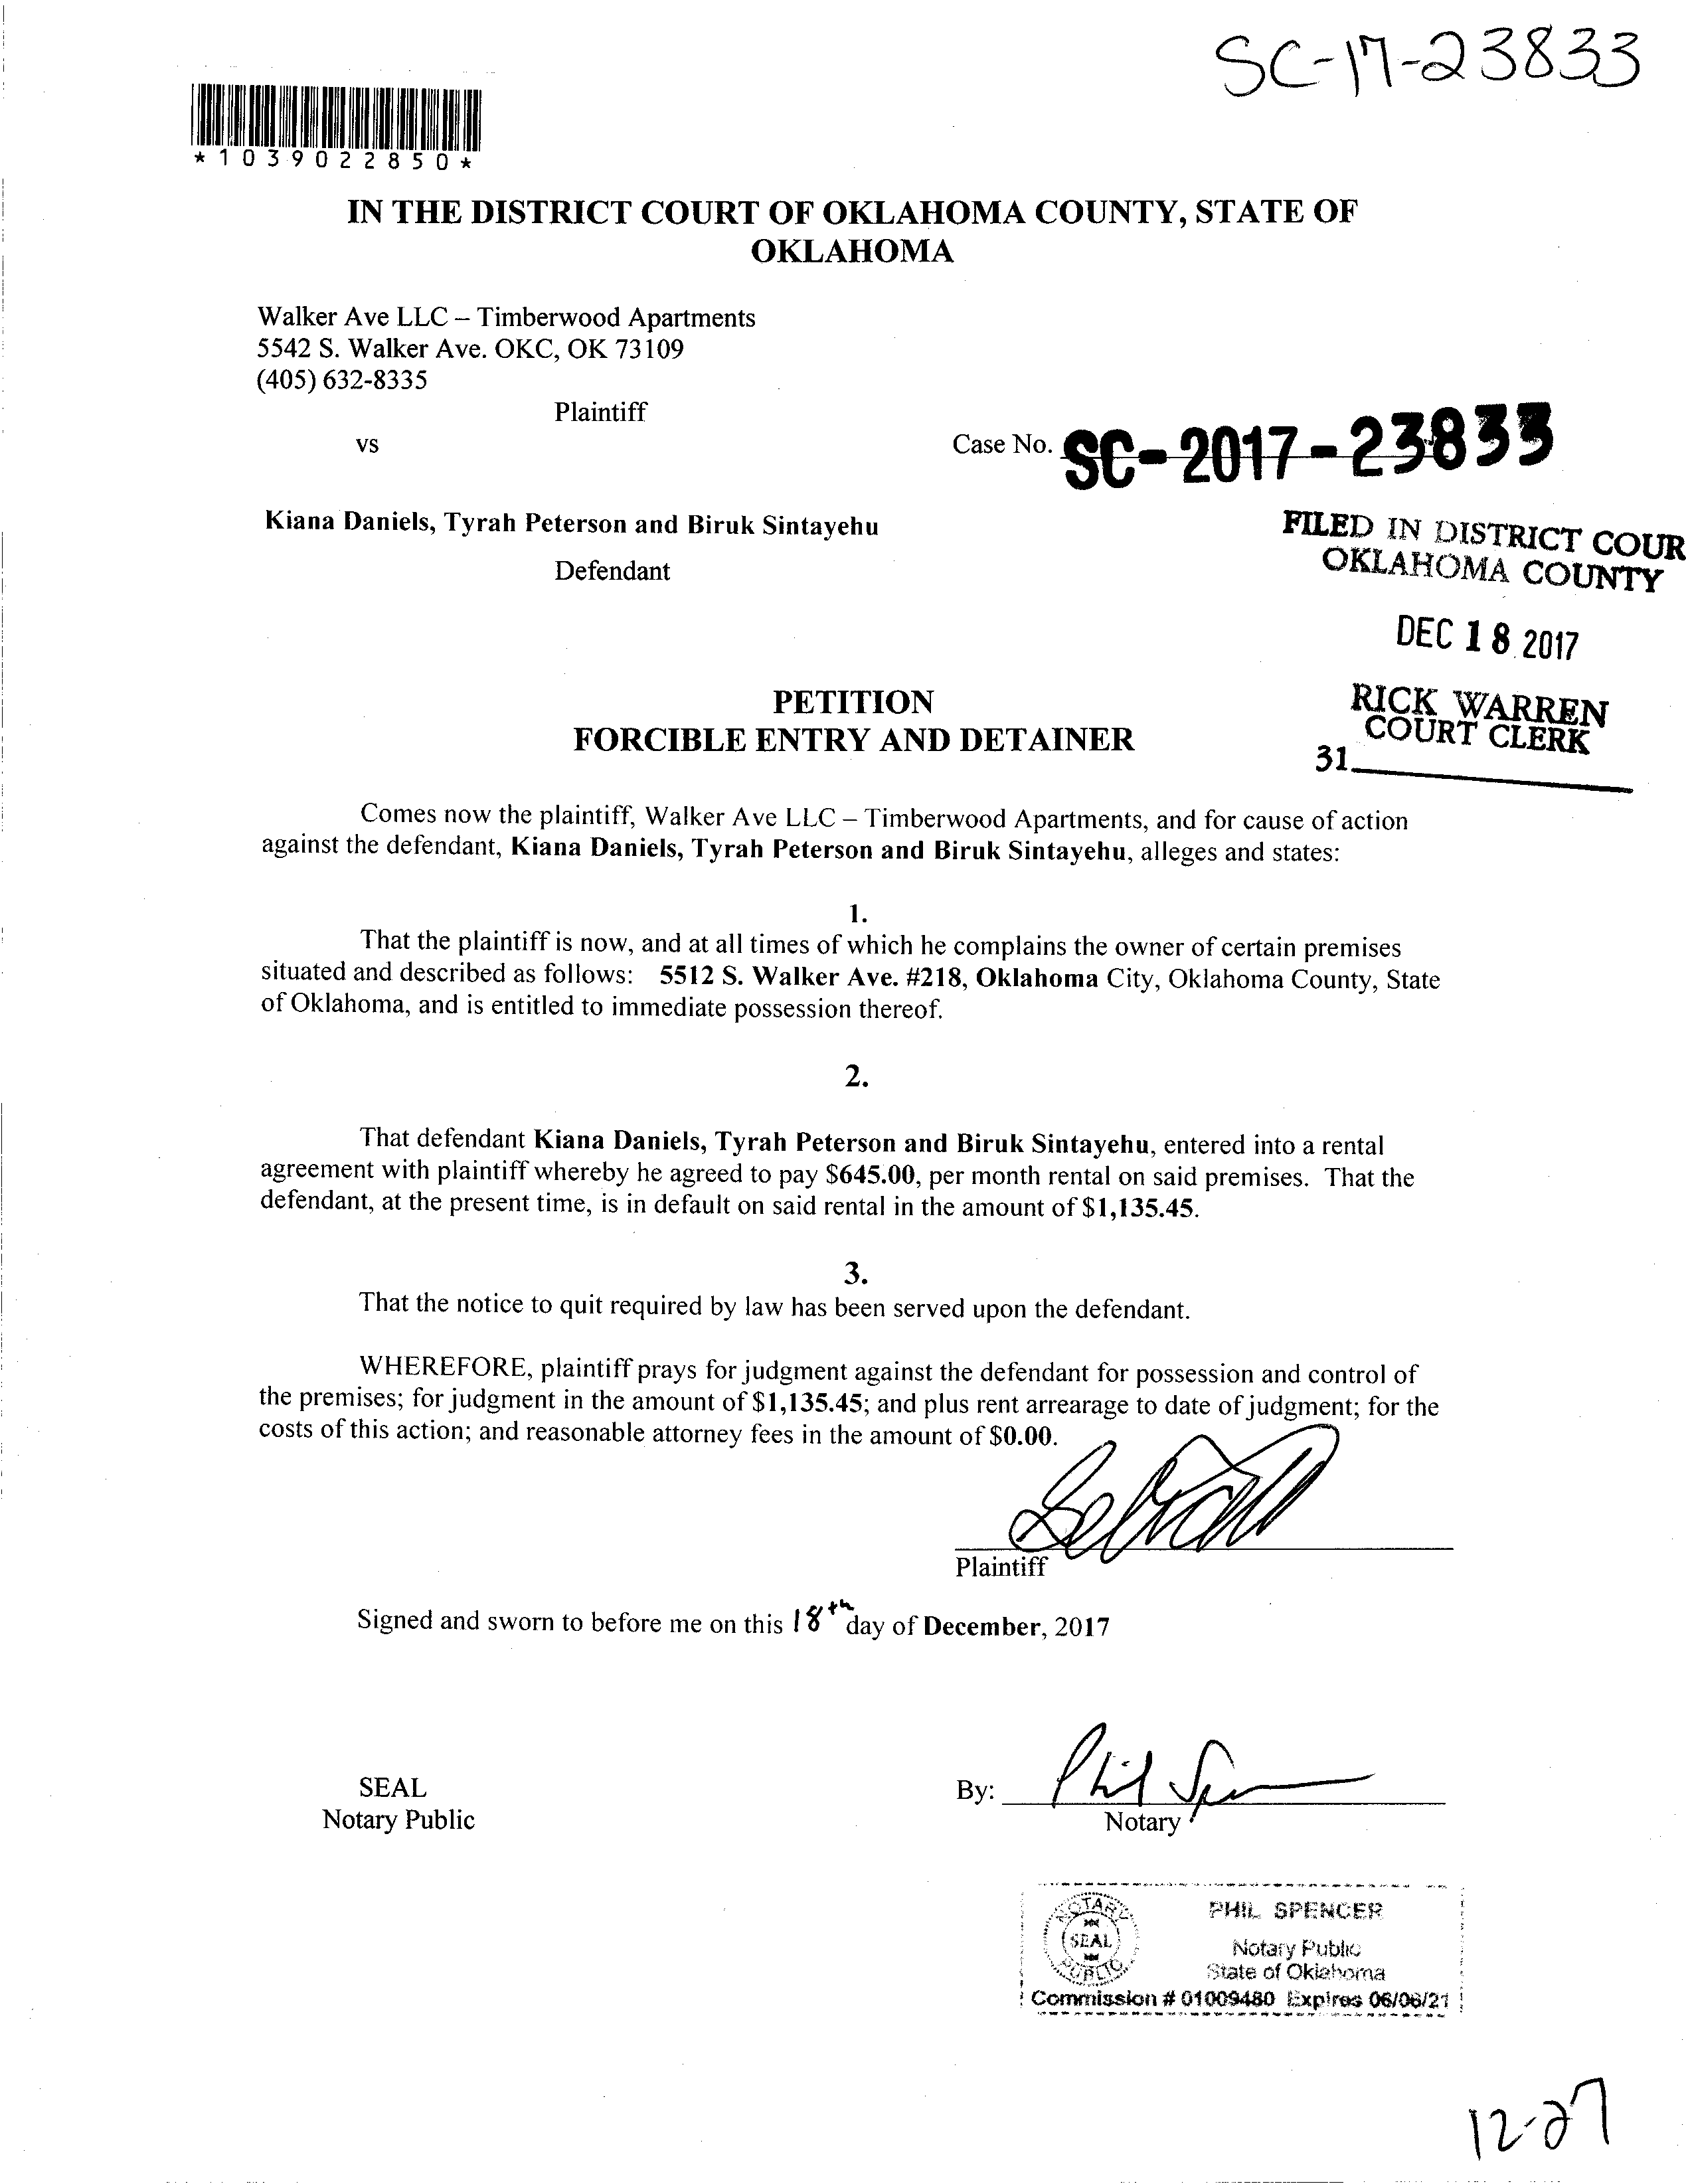 SC-17-23833
*1039022850*
IN THE DISTRICT COURT OF OKLAHOMA COUNTY, STATE OF
OKLAHOMA
Walker Ave LLC – Timberwood Apartments
5542 S. Walker Ave. OKC, OK 73109
(405) 632-8335
Plaintiff
vs
Case No. SC-2017-23833
Kiana Daniels, Tyrah Peterson and Biruk Sintayehu
Defendant
FILED IN DISTRICT COUR
OKLAHOMA COUNTY
DEC 18 2017
RICK WARREN
COURT CLERK
31
PETITION
FORCIBLE ENTRY AND DETAINER
Comes now the plaintiff, Walker Ave LLC – Timberwood Apartments, and for cause of action
against the defendant, Kiana Daniels, Tyrah Peterson and Biruk Sintayehu, alleges and states:
1.
That the plaintiff is now, and at all times of which he complains the owner of certain premises
situated and described as follows: 5512 S. Walker Ave. #218, Oklahoma City, Oklahoma County, State
of Oklahoma, and is entitled to immediate possession thereof.
2.
That defendant Kiana Daniels, Tyrah Peterson and Biruk Sintayehu, entered into a rental
agreement with plaintiff whereby he agreed to pay $645.00, per month rental on said premises. That the
defendant, at the present time, is in default on said rental in the amount of $1,135.45.
3.
That the notice to quit required by law has been served upon the defendant.
WHEREFORE, plaintiff prays for judgment against the defendant for possession and control of
the premises; for judgment in the amount of $1,135.45; and plus rent arrearage to date of judgment; for the
costs of this action; and reasonable attorney fees in the amount of $0.00.
Plaintiff
Signed and sworn to before me on this 18th day of December, 2017
SEAL
Notary Public
By: Phil Spencer
Notary
NOTARY
SEAL
PUBLIC
PHIL SPENCER
Notary Public
State of Oklahoma
Commission # 01009480 Expires 06/06/21
12-27